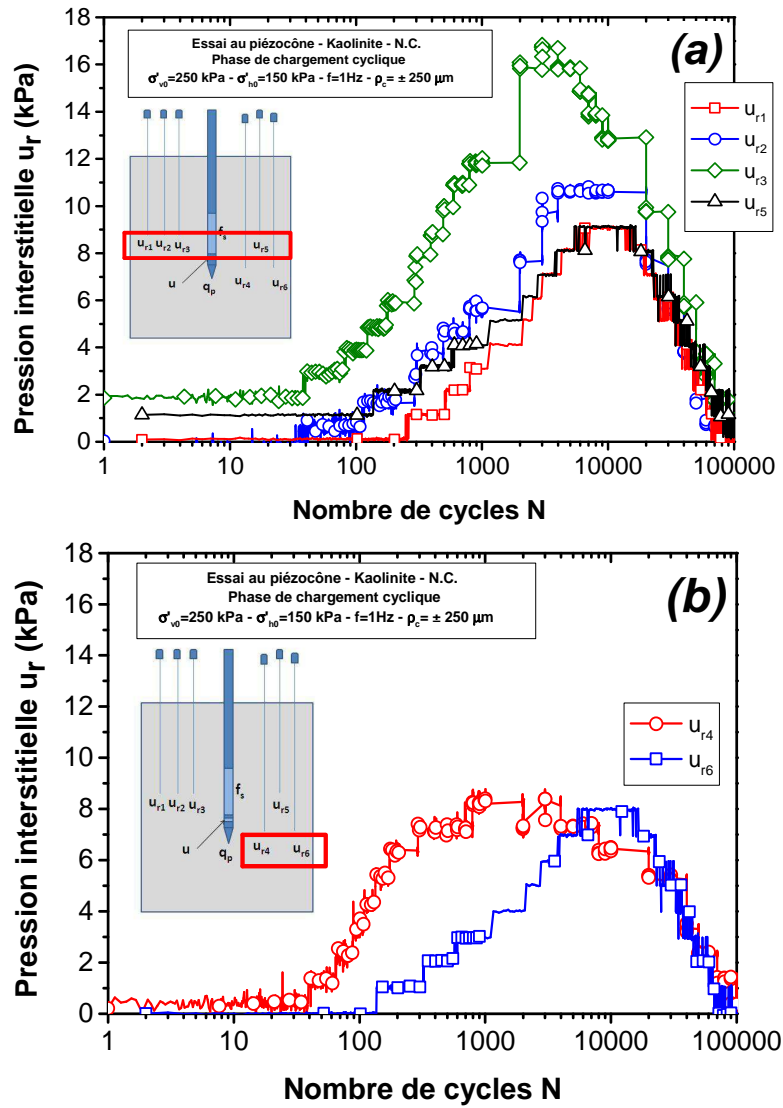 Essai au piézocône - Kaolinite - N.C.
Phase de chargement cyclique
σ'v0=250 kPa - σ'h0=150 kPa - f=1Hz - ρc= ± 250 μm
(a)
ur1
ur2
ur3
ur5
fs
ur1 ur2 ur3 ur5
u qp ur4 ur6
Pression interstitielle ur (kPa)
18
16
14
12
10
8
6
4
2
0
1 10 100 1000 10000 100000
Nombre de cycles N
Essai au piézocône - Kaolinite - N.C.
Phase de chargement cyclique
σ'v0=250 kPa - σ'h0=150 kPa - f=1Hz - ρc= ± 250 μm
(b)
ur4
ur6
fs
ur1 ur2 ur3 ur5
u qp ur4 ur6
Pression interstitielle ur (kPa)
18
16
14
12
10
8
6
4
2
0
1 10 100 1000 10000 100000
Nombre de cycles N